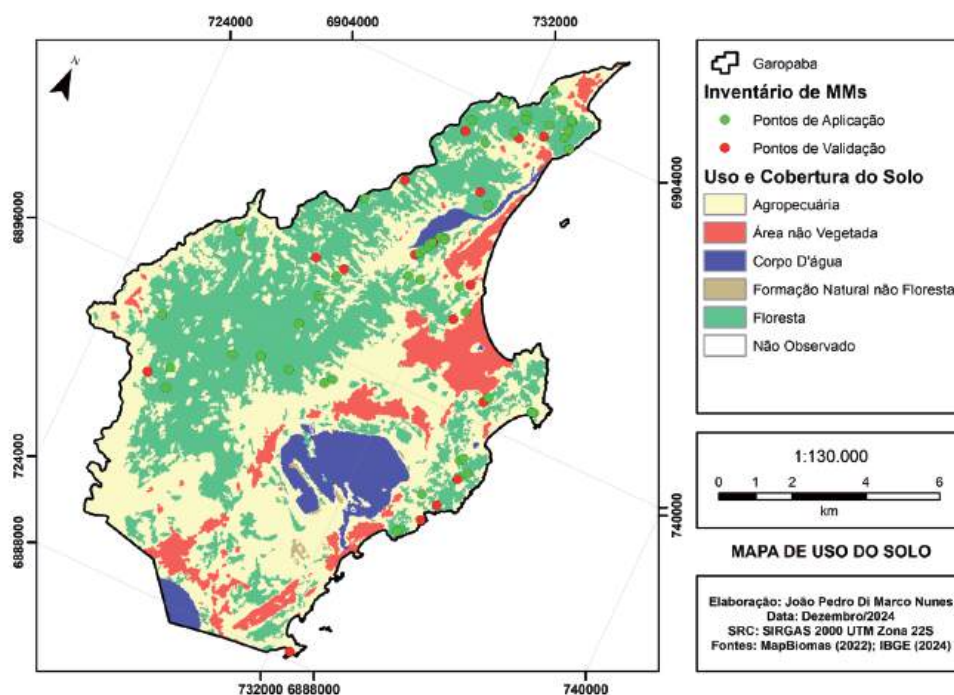 724000
6904000
732000
N
Garopaba
Inventário de MMs
Pontos de Aplicação
Pontos de Validação
Uso e Cobertura do Solo
Agropecuária
Área não Vegetada
Corpo D'água
Formação Natural não Floresta
Floresta
Não Observado
6896000
6904000
724000
6888000
740000
732000
6888000
740000
1:130.000
0 1 2 4 6
km
MAPA DE USO DO SOLO
Elaboração: João Pedro Di Marco Nunes
Data: Dezembro/2024
SRC: SIRGAS 2000 UTM Zona 22S
Fontes: MapBiomas (2022); IBGE (2024)